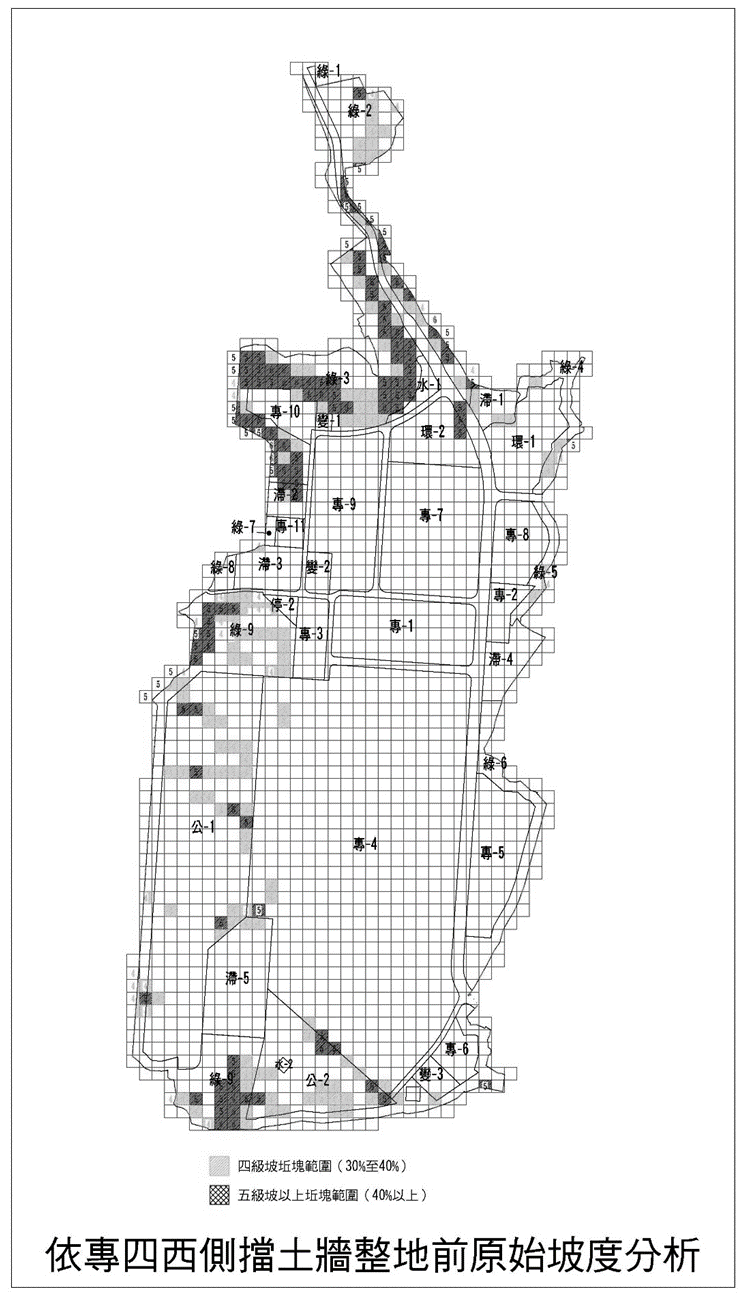 綠-1
綠-2
綠-3
水-1
綠-4
滯-1
專-10
變-1
環-2
環-1
滯-2
專-9
專-7
綠-7
專-11
專-8
綠-8
滯-3
變-2
綠-5
專-2
停-2
綠-9
專-3
專-1
滯-4
綠-6
公-1
專-4
專-5
滯-5
專-6
水-2
綠-9
公-2
變-3
四級坡坵塊範圍（30%至40%）
五級坡以上坵塊範圍（40%以上）
依專四西側擋土牆整地前原始坡度分析